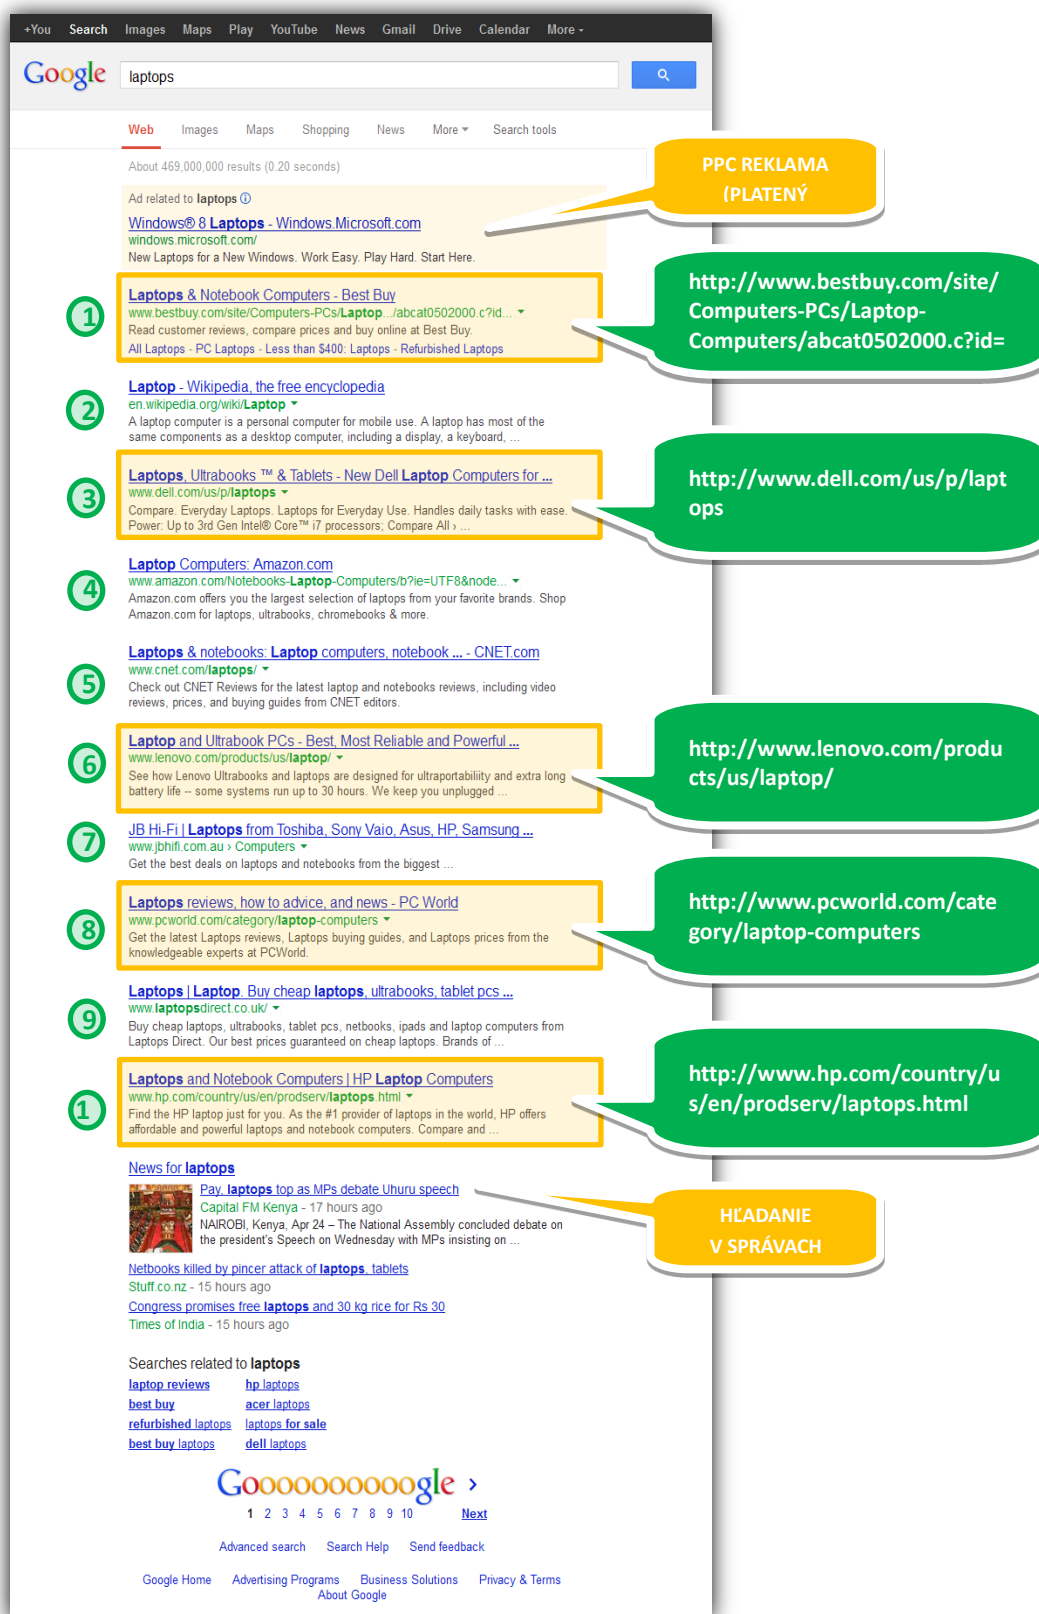 +You Search Images Maps Play YouTube News Gmail Drive Calendar More
Google laptops
Web Images Maps Shopping News More Search tools
About 469,000,000 results (0.20 seconds)
PPC REKLAMA
(PLATENÝ
Ad related to laptops
Windows® 8 Laptops - Windows.Microsoft.com
windows.microsoft.com/
New Laptops for a New Windows. Work Easy. Play Hard. Start Here.
1
Laptops & Notebook Computers - Best Buy
www.bestbuy.com/site/Computers-PCs/Laptop.../abcat0502000.c?id...
Read customer reviews, compare prices and buy online at Best Buy.
All Laptops - PC Laptops - Less than $400: Laptops - Refurbished Laptops
http://www.bestbuy.com/site/
Computers-PCs/Laptop-
Computers/abcat0502000.c?id=
2
Laptop - Wikipedia, the free encyclopedia
en.wikipedia.org/wiki/Laptop
A laptop computer is a personal computer for mobile use. A laptop has most of the
same components as a desktop computer, including a display, a keyboard, ...
3
Laptops, Ultrabooks ™ & Tablets - New Dell Laptop Computers for ...
www.dell.com/us/p/laptops
Compare. Everyday Laptops. Laptops for Everyday Use. Handles daily tasks with ease.
Power: Up to 3rd Gen Intel® Core™ i7 processors; Compare All › ...
http://www.dell.com/us/p/lapt
ops
4
Laptop Computers: Amazon.com
www.amazon.com/Notebooks-Laptop-Computers/b?ie=UTF8&node...
Amazon.com offers you the largest selection of laptops from your favorite brands. Shop
Amazon.com for laptops, ultrabooks, chromebooks & more.
5
Laptops & notebooks: Laptop computers, notebook ... - CNET.com
www.cnet.com/laptops/
Check out CNET Reviews for the latest laptop and notebooks reviews, including video
reviews, prices, and buying guides from CNET editors.
6
Laptop and Ultrabook PCs - Best, Most Reliable and Powerful ...
www.lenovo.com/products/us/laptop/
See how Lenovo Ultrabooks and laptops are designed for ultraportabiliity and extra long
battery life -- some systems run up to 30 hours. We keep you unplugged ...
http://www.lenovo.com/produ
cts/us/laptop/
7
JB Hi-Fi | Laptops from Toshiba, Sony Vaio, Asus, HP, Samsung ...
www.jbhifi.com.au › Computers
Get the best deals on laptops and notebooks from the biggest ...
8
Laptops reviews, how to advice, and news - PC World
www.pcworld.com/category/laptop-computers
Get the latest Laptops reviews, Laptops buying guides, and Laptops prices from the
knowledgeable experts at PCWorld.
http://www.pcworld.com/cate
gory/laptop-computers
9
Laptops | Laptop. Buy cheap laptops, ultrabooks, tablet pcs ...
www.laptopsdirect.co.uk/
Buy cheap laptops, ultrabooks, tablet pcs, netbooks, ipads and laptop computers from
Laptops Direct. Our best prices guaranteed on cheap laptops. Brands of ...
1
Laptops and Notebook Computers | HP Laptop Computers
www.hp.com/country/us/en/prodserv/laptops.html
Find the HP laptop just for you. As the #1 provider of laptops in the world, HP offers
affordable and powerful laptops and notebook computers. Compare and ...
http://www.hp.com/country/u
s/en/prodserv/laptops.html
News for laptops
Pay, laptops top as MPs debate Uhuru speech
Capital FM Kenya - 17 hours ago
NAIROBI, Kenya, Apr 24 – The National Assembly concluded debate on
the president's Speech on Wednesday with MPs insisting on ...
HĽADANIE
V SPRÁVACH
Netbooks killed by pincer attack of laptops, tablets
Stuff.co.nz - 15 hours ago
Congress promises free laptops and 30 kg rice for Rs 30
Times of India - 15 hours ago
Searches related to laptops
laptop reviews hp laptops
best buy acer laptops
refurbished laptops laptops for sale
best buy laptops dell laptops
Goooooooooogle >
1 2 3 4 5 6 7 8 9 10 Next
Advanced search Search Help Send feedback
Google Home Advertising Programs Business Solutions Privacy & Terms
About Google